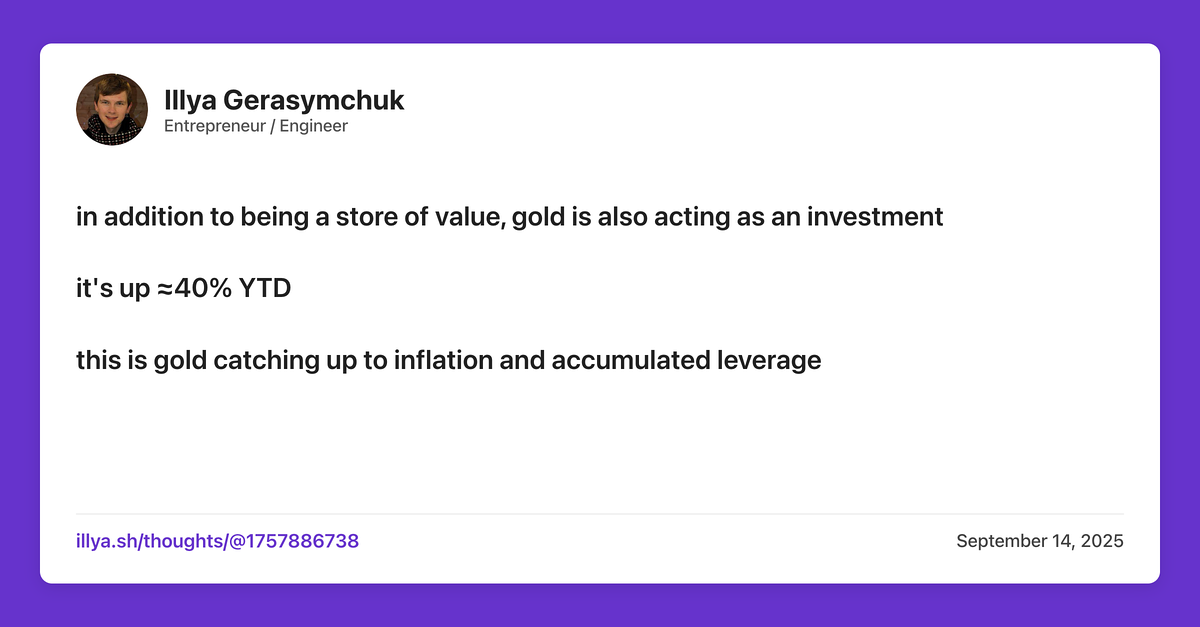 Illya Gerasymchuk
Entrepreneur / Engineer
in addition to being a store of value, gold is also acting as an investment
it's up ≈40% YTD
this is gold catching up to inflation and accumulated leverage
illya.sh/thoughts/@1757886738
September 14, 2025